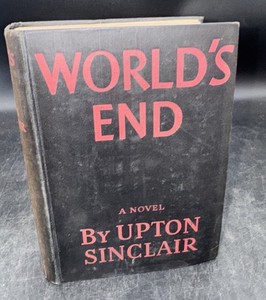 WORLD'S
END
A NOVEL
By UPTON
SINCLAIR